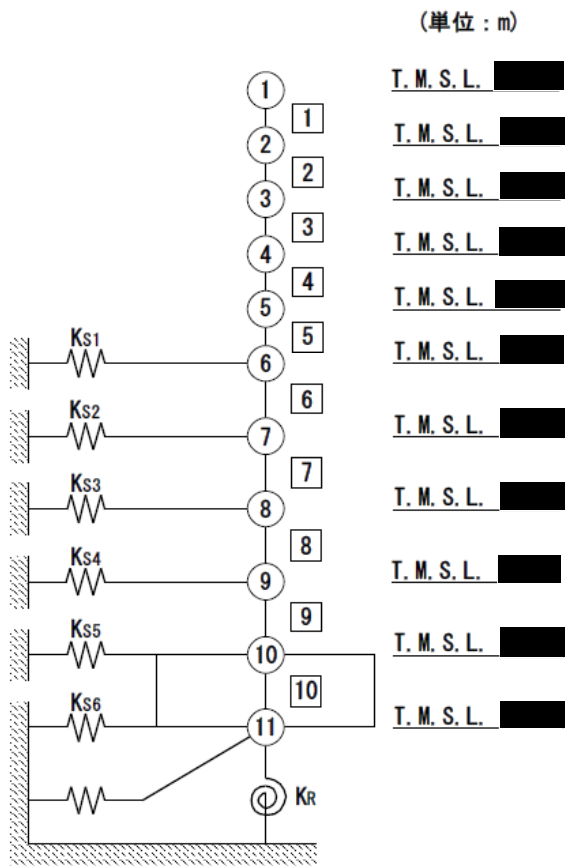 (単位：m)
1 T.M.S.L.
1
2 T.M.S.L.
2
3 T.M.S.L.
3
4 T.M.S.L.
4
5 T.M.S.L.
5
KS1 6 T.M.S.L.
6
KS2 7 T.M.S.L.
7
KS3 8 T.M.S.L.
8
KS4 9 T.M.S.L.
9
KS5 10 T.M.S.L.
10
KS6 11 T.M.S.L.
KR